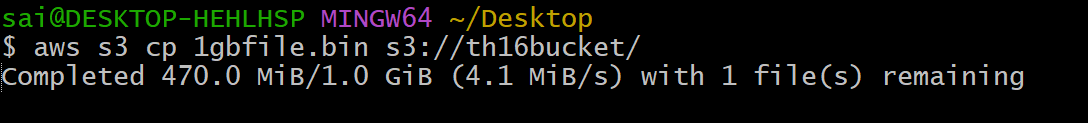 sai@DESKTOP-HEHLHSP MINGW64 ~/Desktop
$ aws s3 cp 1gbfile.bin s3://th16bucket/
Completed 470.0 MiB/1.0 GiB (4.1 MiB/s) with 1 file(s) remaining